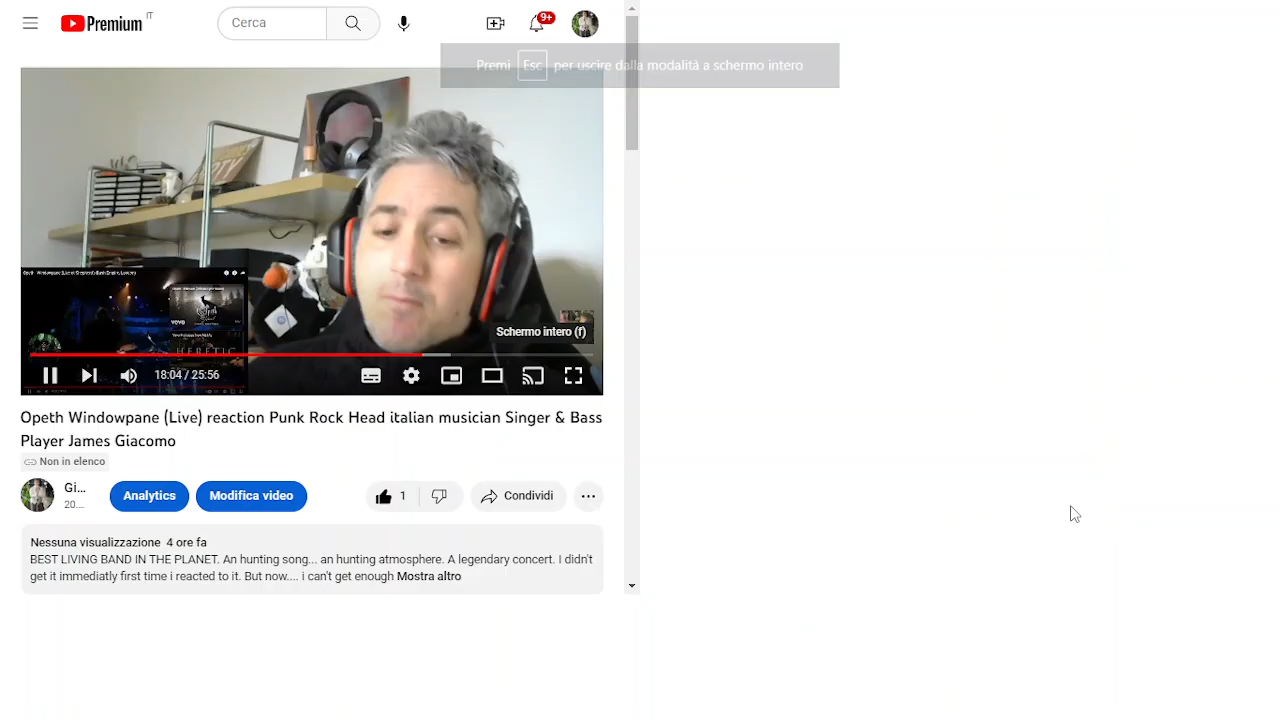 Premium IT
Cerca
9+
Premi Esc per uscire dalla modalità a schermo intero
HERETIC
Schermo intero (f)
18:04 / 25:56
Opeth Windowpane (Live) reaction Punk Rock Head italian musician Singer & Bass
Player James Giacomo
Non in elenco
Gi...
20....
Analytics
Modifica video
1
Condividi
Nessuna visualizzazione 4 ore fa
BEST LIVING BAND IN THE PLANET. An hunting song... an hunting atmosphere. A legendary concert. I didn't
get it immediatly first time i reacted to it. But now.... i can't get enough Mostra altro